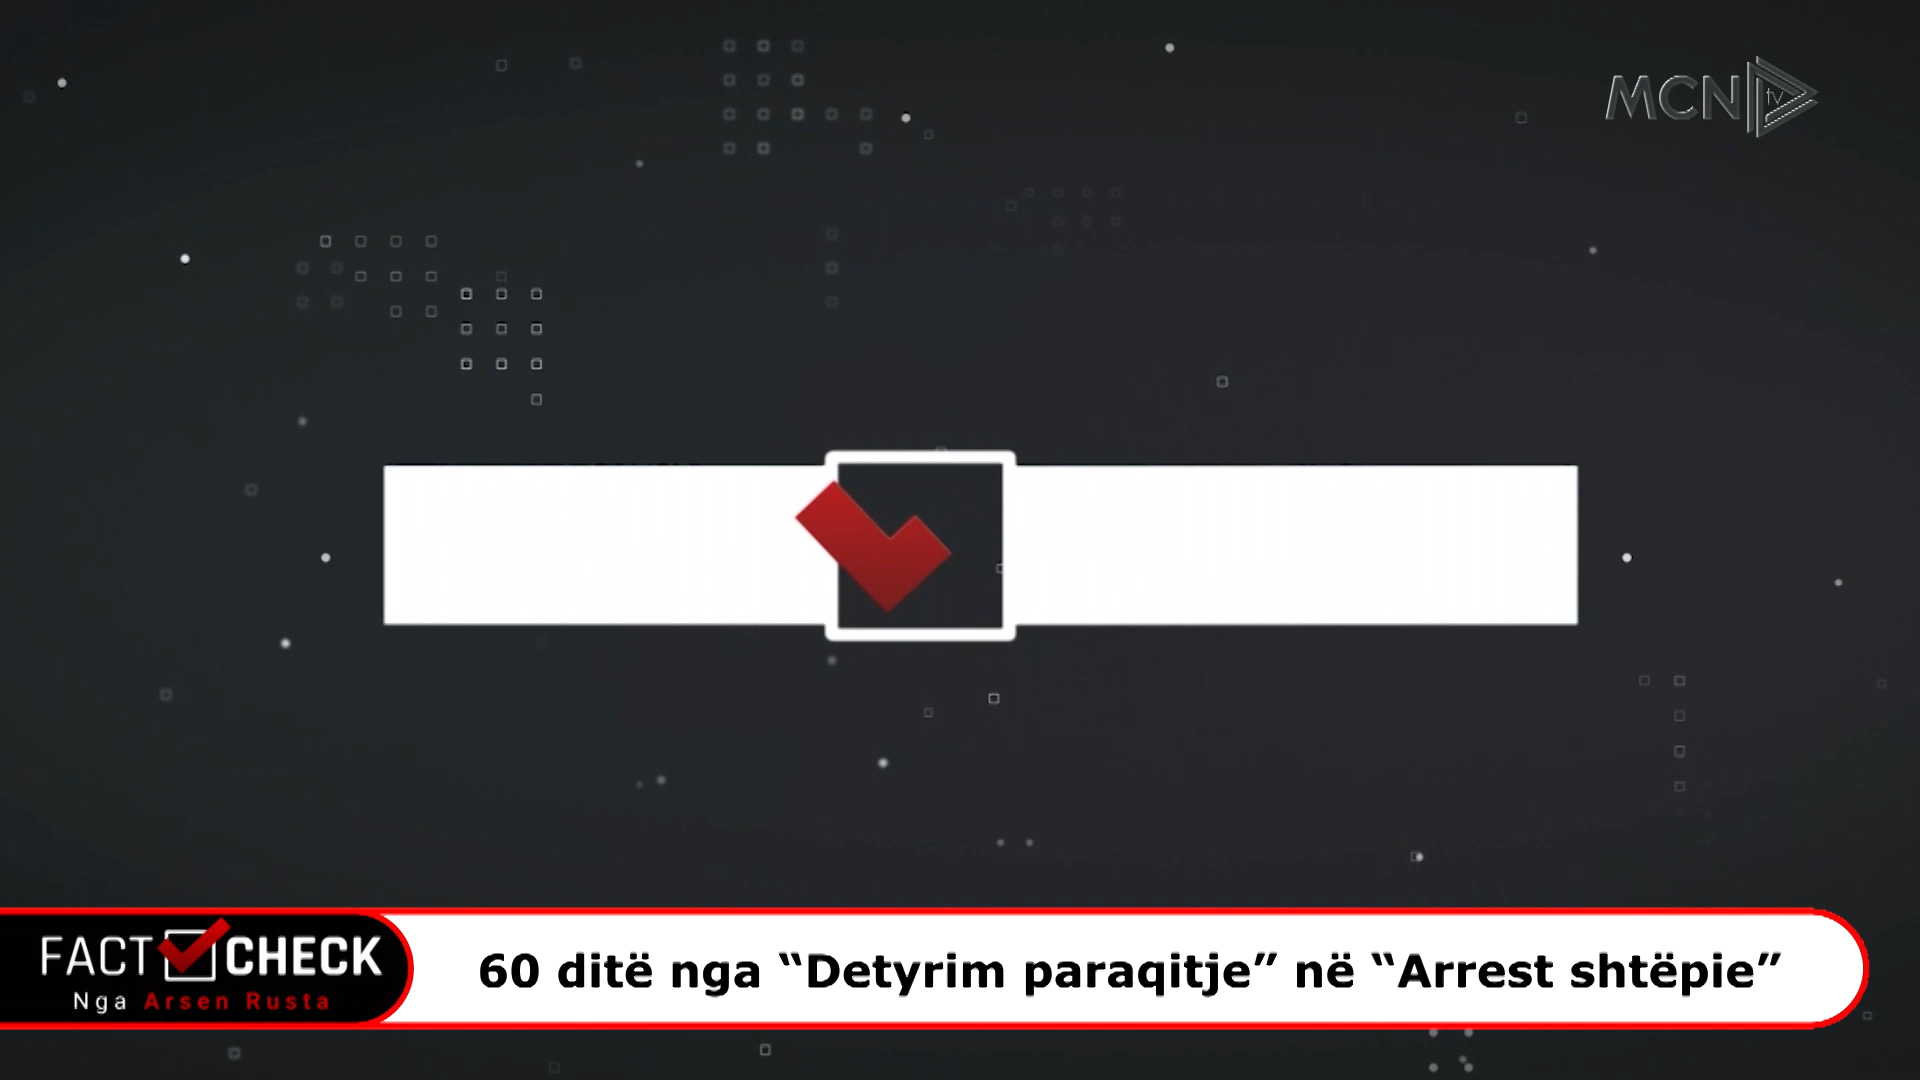 MCN tv
FACT CHECK
Nga Arsen Rusta
60 ditë nga “Detyrim paraqitje” në “Arrest shtëpie”